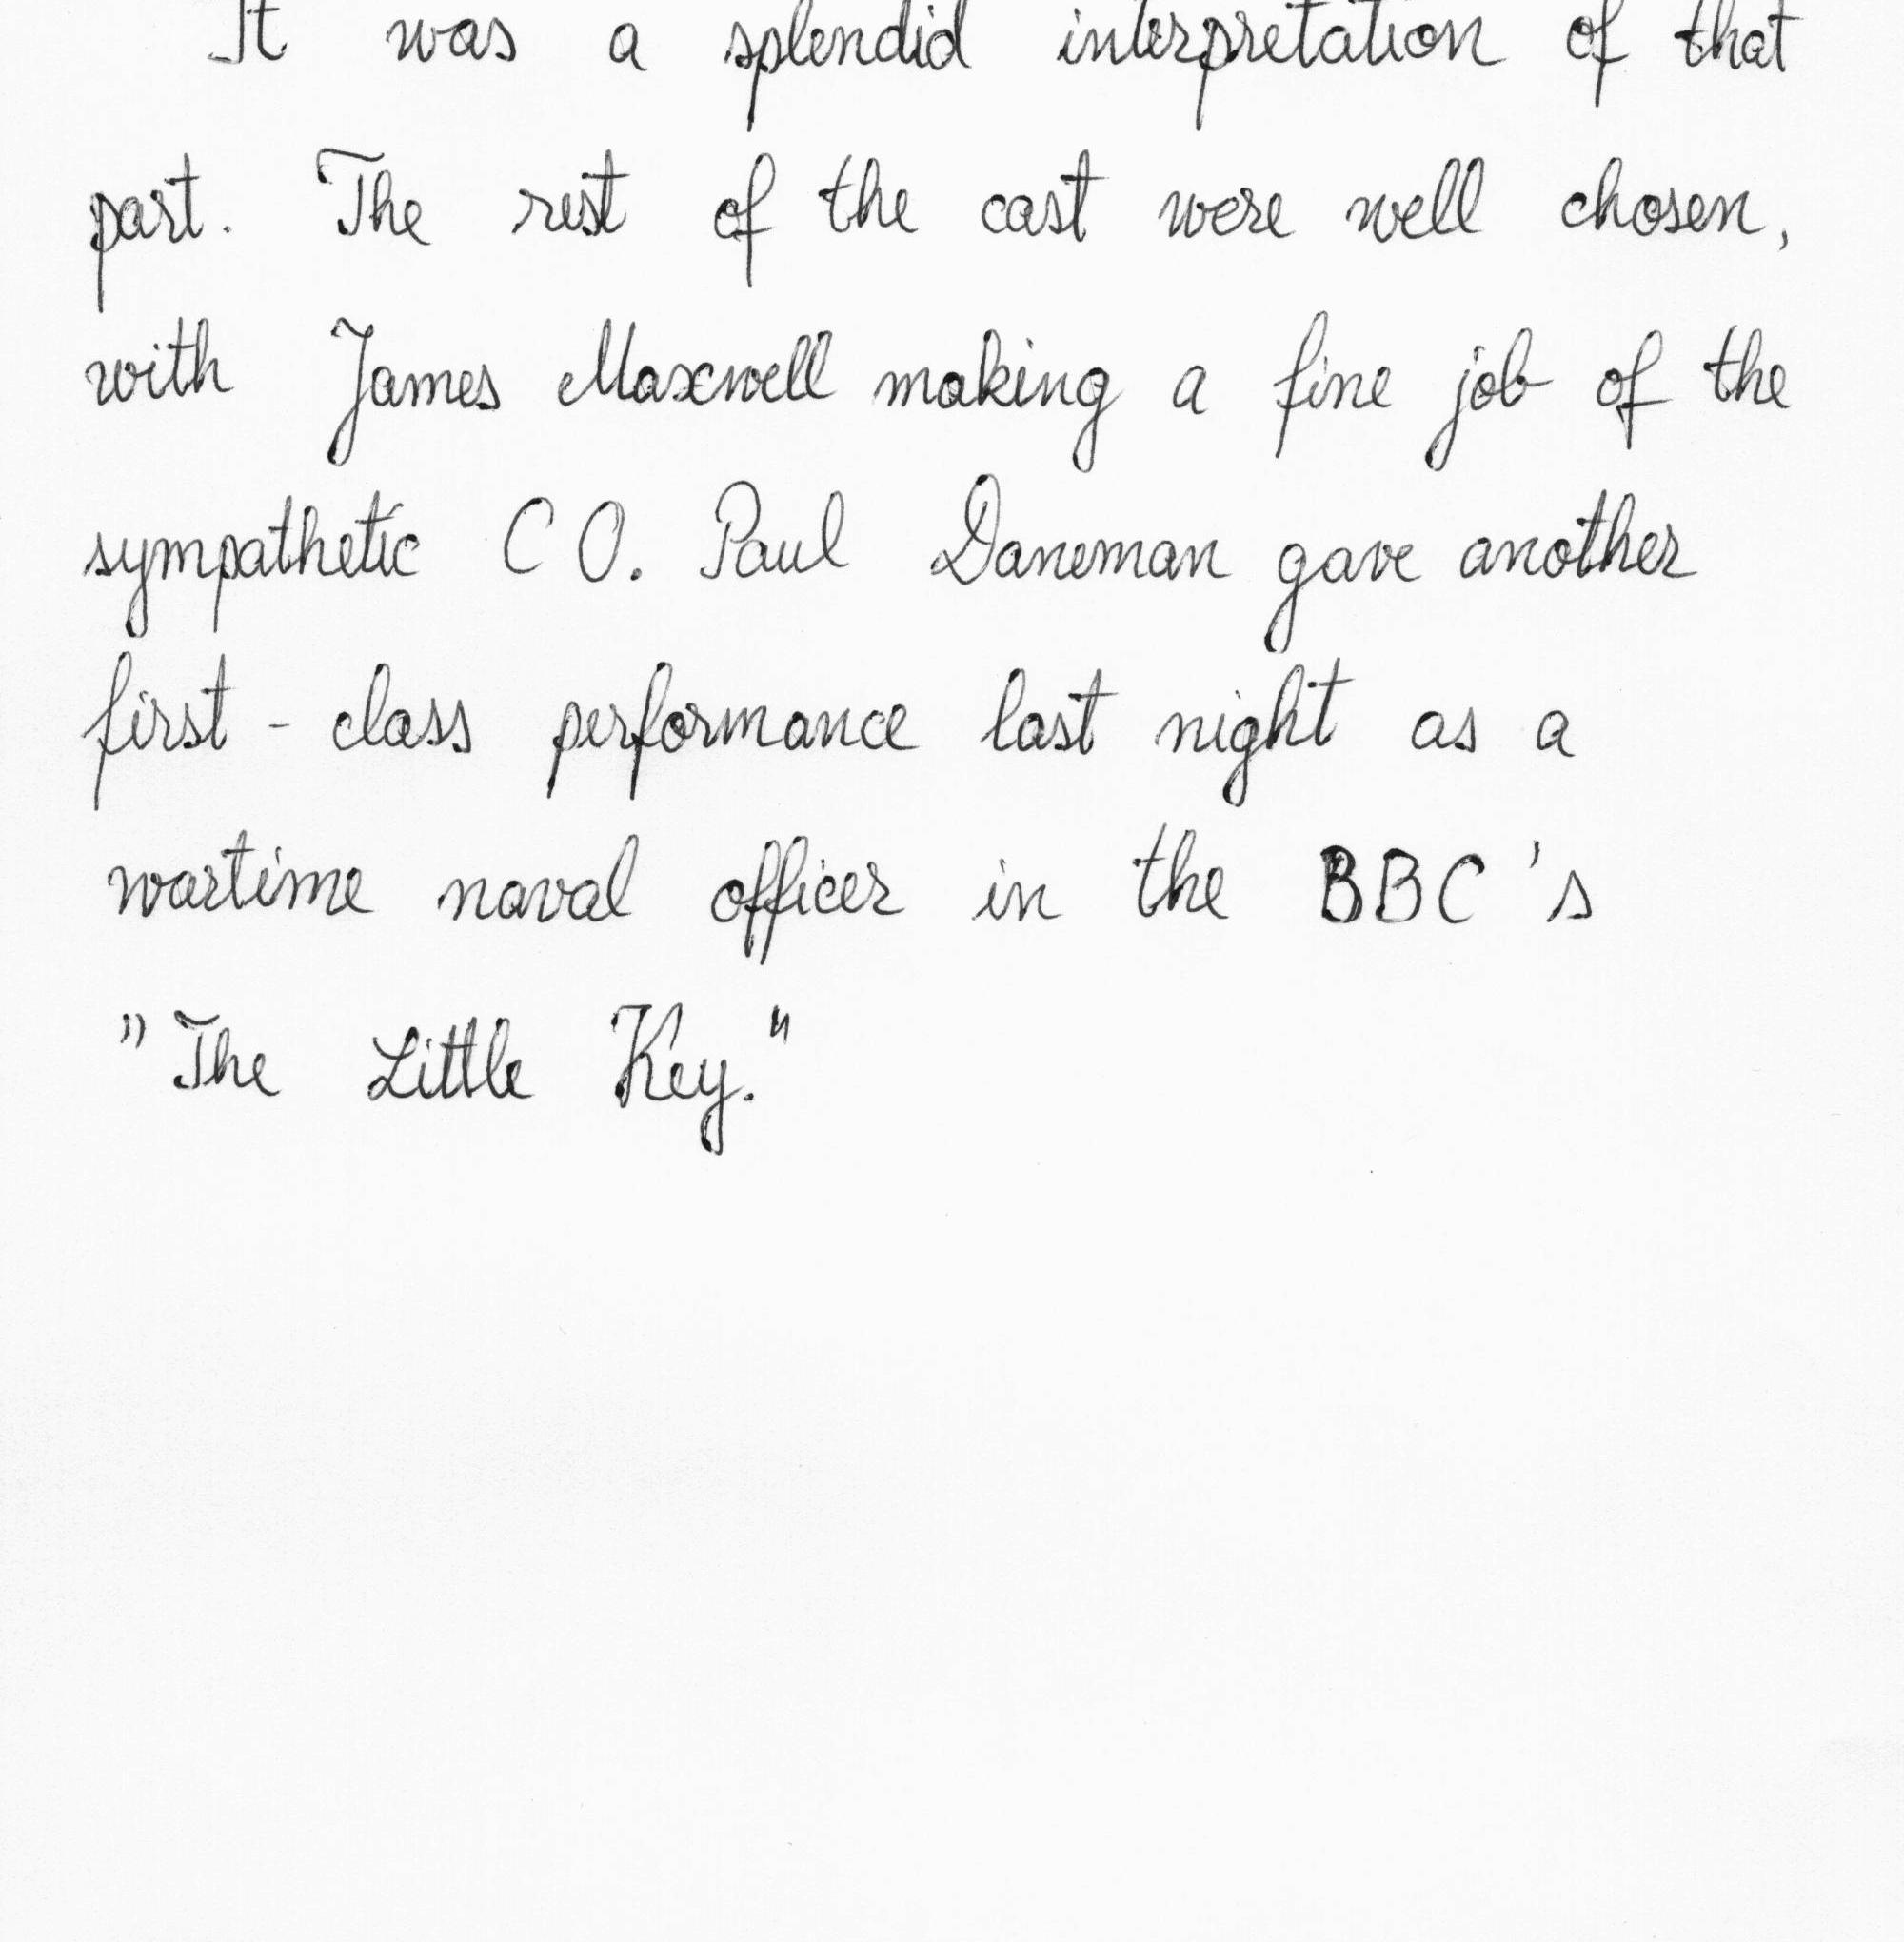 It was a splendid interpretation of that
part. The rest of the cast were well chosen,
with James Maxwell making a fine job of the
sympathetic CO. Paul Daneman gave another
first-class performance last night as a
wartime naval officer in the BBC's
"The Little Key."